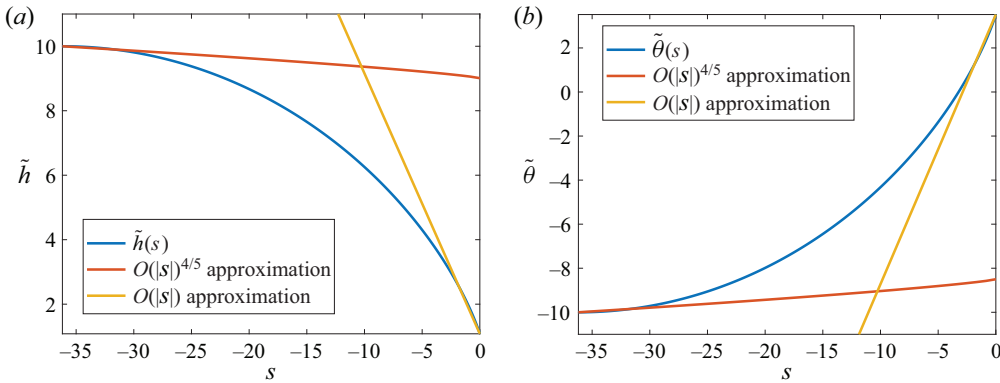 (a)
10
8
6
4
2
h̃
h̃(s)
O(|s|)^{4/5} approximation
O(|s|) approximation
−35 −30 −25 −20 −15 −10 −5 0
s
(b)
2
0
−2
−4
−6
−8
−10
θ̃
θ̃(s)
O(|s|)^{4/5} approximation
O(|s|) approximation
−35 −30 −25 −20 −15 −10 −5 0
s